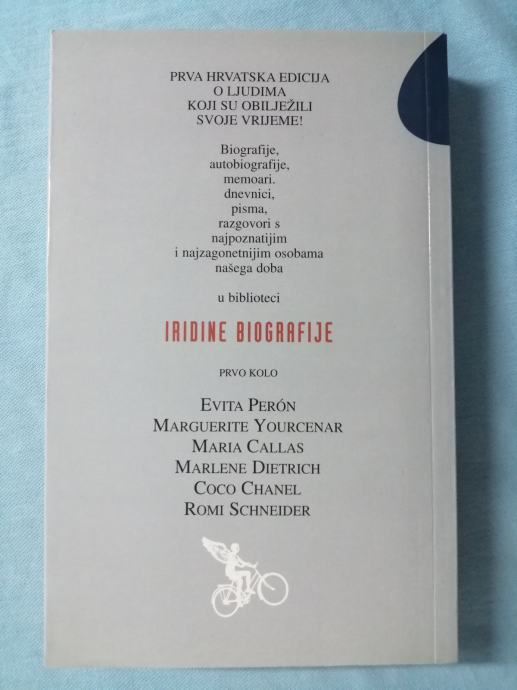 PRVA HRVATSKA EDICIJA
O LJUDIMA
KOJI SU OBILJEŽILI
SVOJE VRIJEME!
Biografije,
autobiografije,
memoari.
dnevnici,
pisma,
razgovori s
najpoznatijim
i najzagonetnijim osobama
našega doba
u biblioteci
IRIDINE BIOGRAFIJE
PRVO KOLO
EVITA PERÓN
MARGUERITE YOURCENAR
MARIA CALLAS
MARLENE DIETRICH
COCO CHANEL
ROMI SCHNEIDER